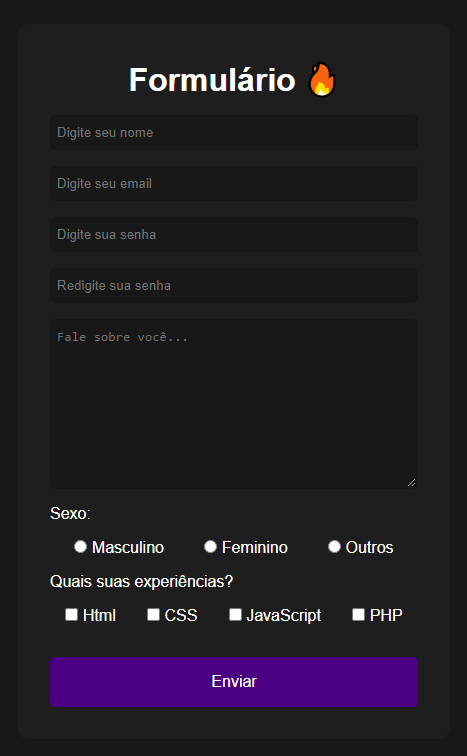 Formulário 🔥
Digite seu nome
Digite seu email
Digite sua senha
Redigite sua senha
Fale sobre você...
Sexo:
Masculino Feminino Outros
Quais suas experiências?
Html CSS JavaScript PHP
Enviar